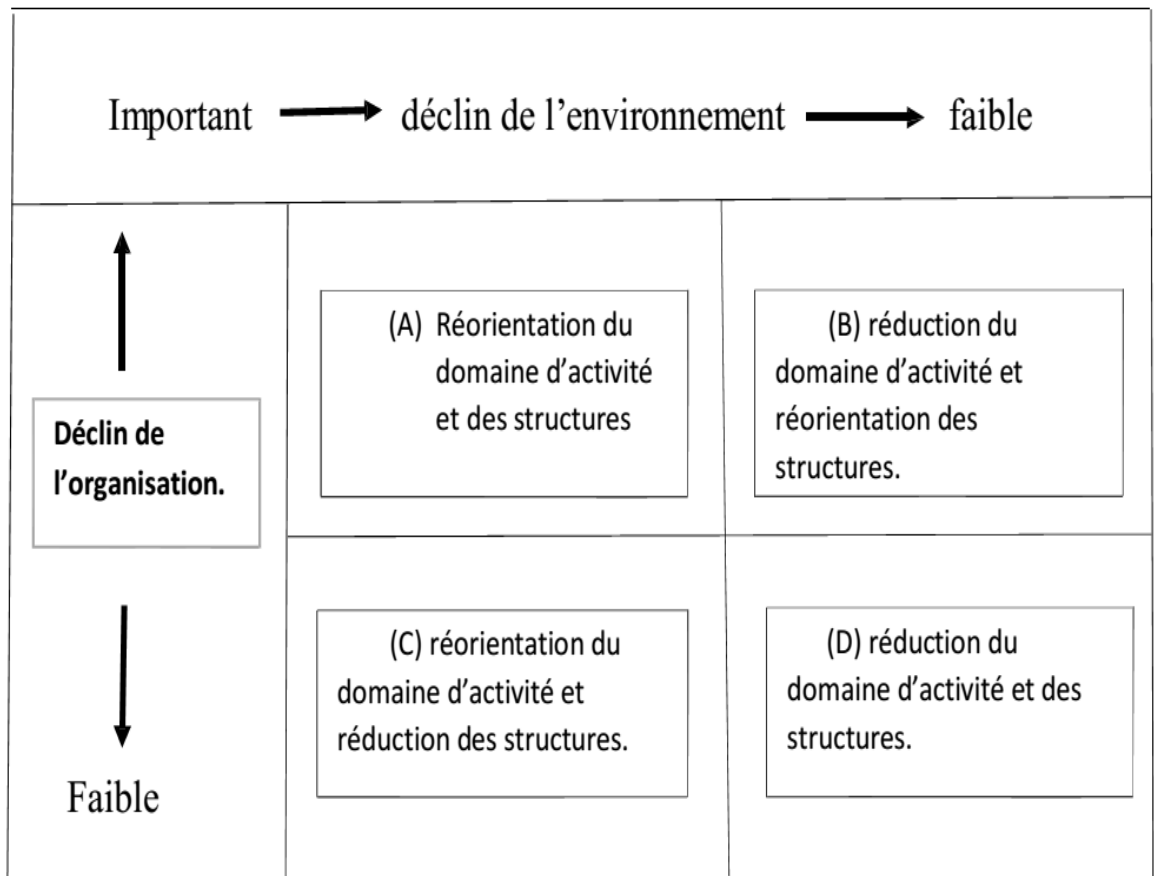 Important déclin de l’environnement faible
(A) Réorientation du
domaine d’activité
et des structures
(B) réduction du
domaine d’activité et
réorientation des
structures.
Déclin de
l’organisation.
(C) réorientation du
domaine d’activité et
réduction des structures.
(D) réduction du
domaine d’activité et des
structures.
Faible